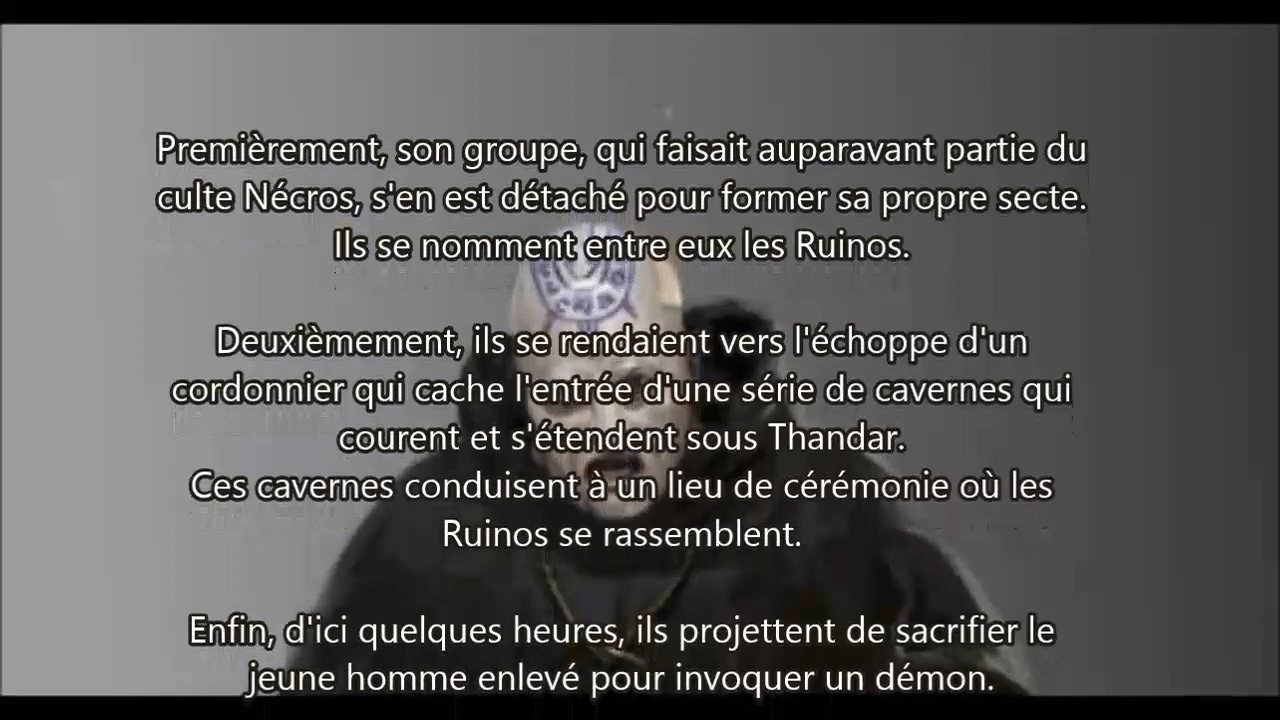 Premièrement, son groupe, qui faisait auparavant partie du
culte Nécros, s'en est détaché pour former sa propre secte.
Ils se nomment entre eux les Ruinos.
Deuxièmement, ils se rendaient vers l'échoppe d'un
cordonnier qui cache l'entrée d'une série de cavernes qui
courent et s'étendent sous Thandar.
Ces cavernes conduisent à un lieu de cérémonie où les
Ruinos se rassemblent.
Enfin, d'ici quelques heures, ils projettent de sacrifier le
jeune homme enlevé pour invoquer un démon.